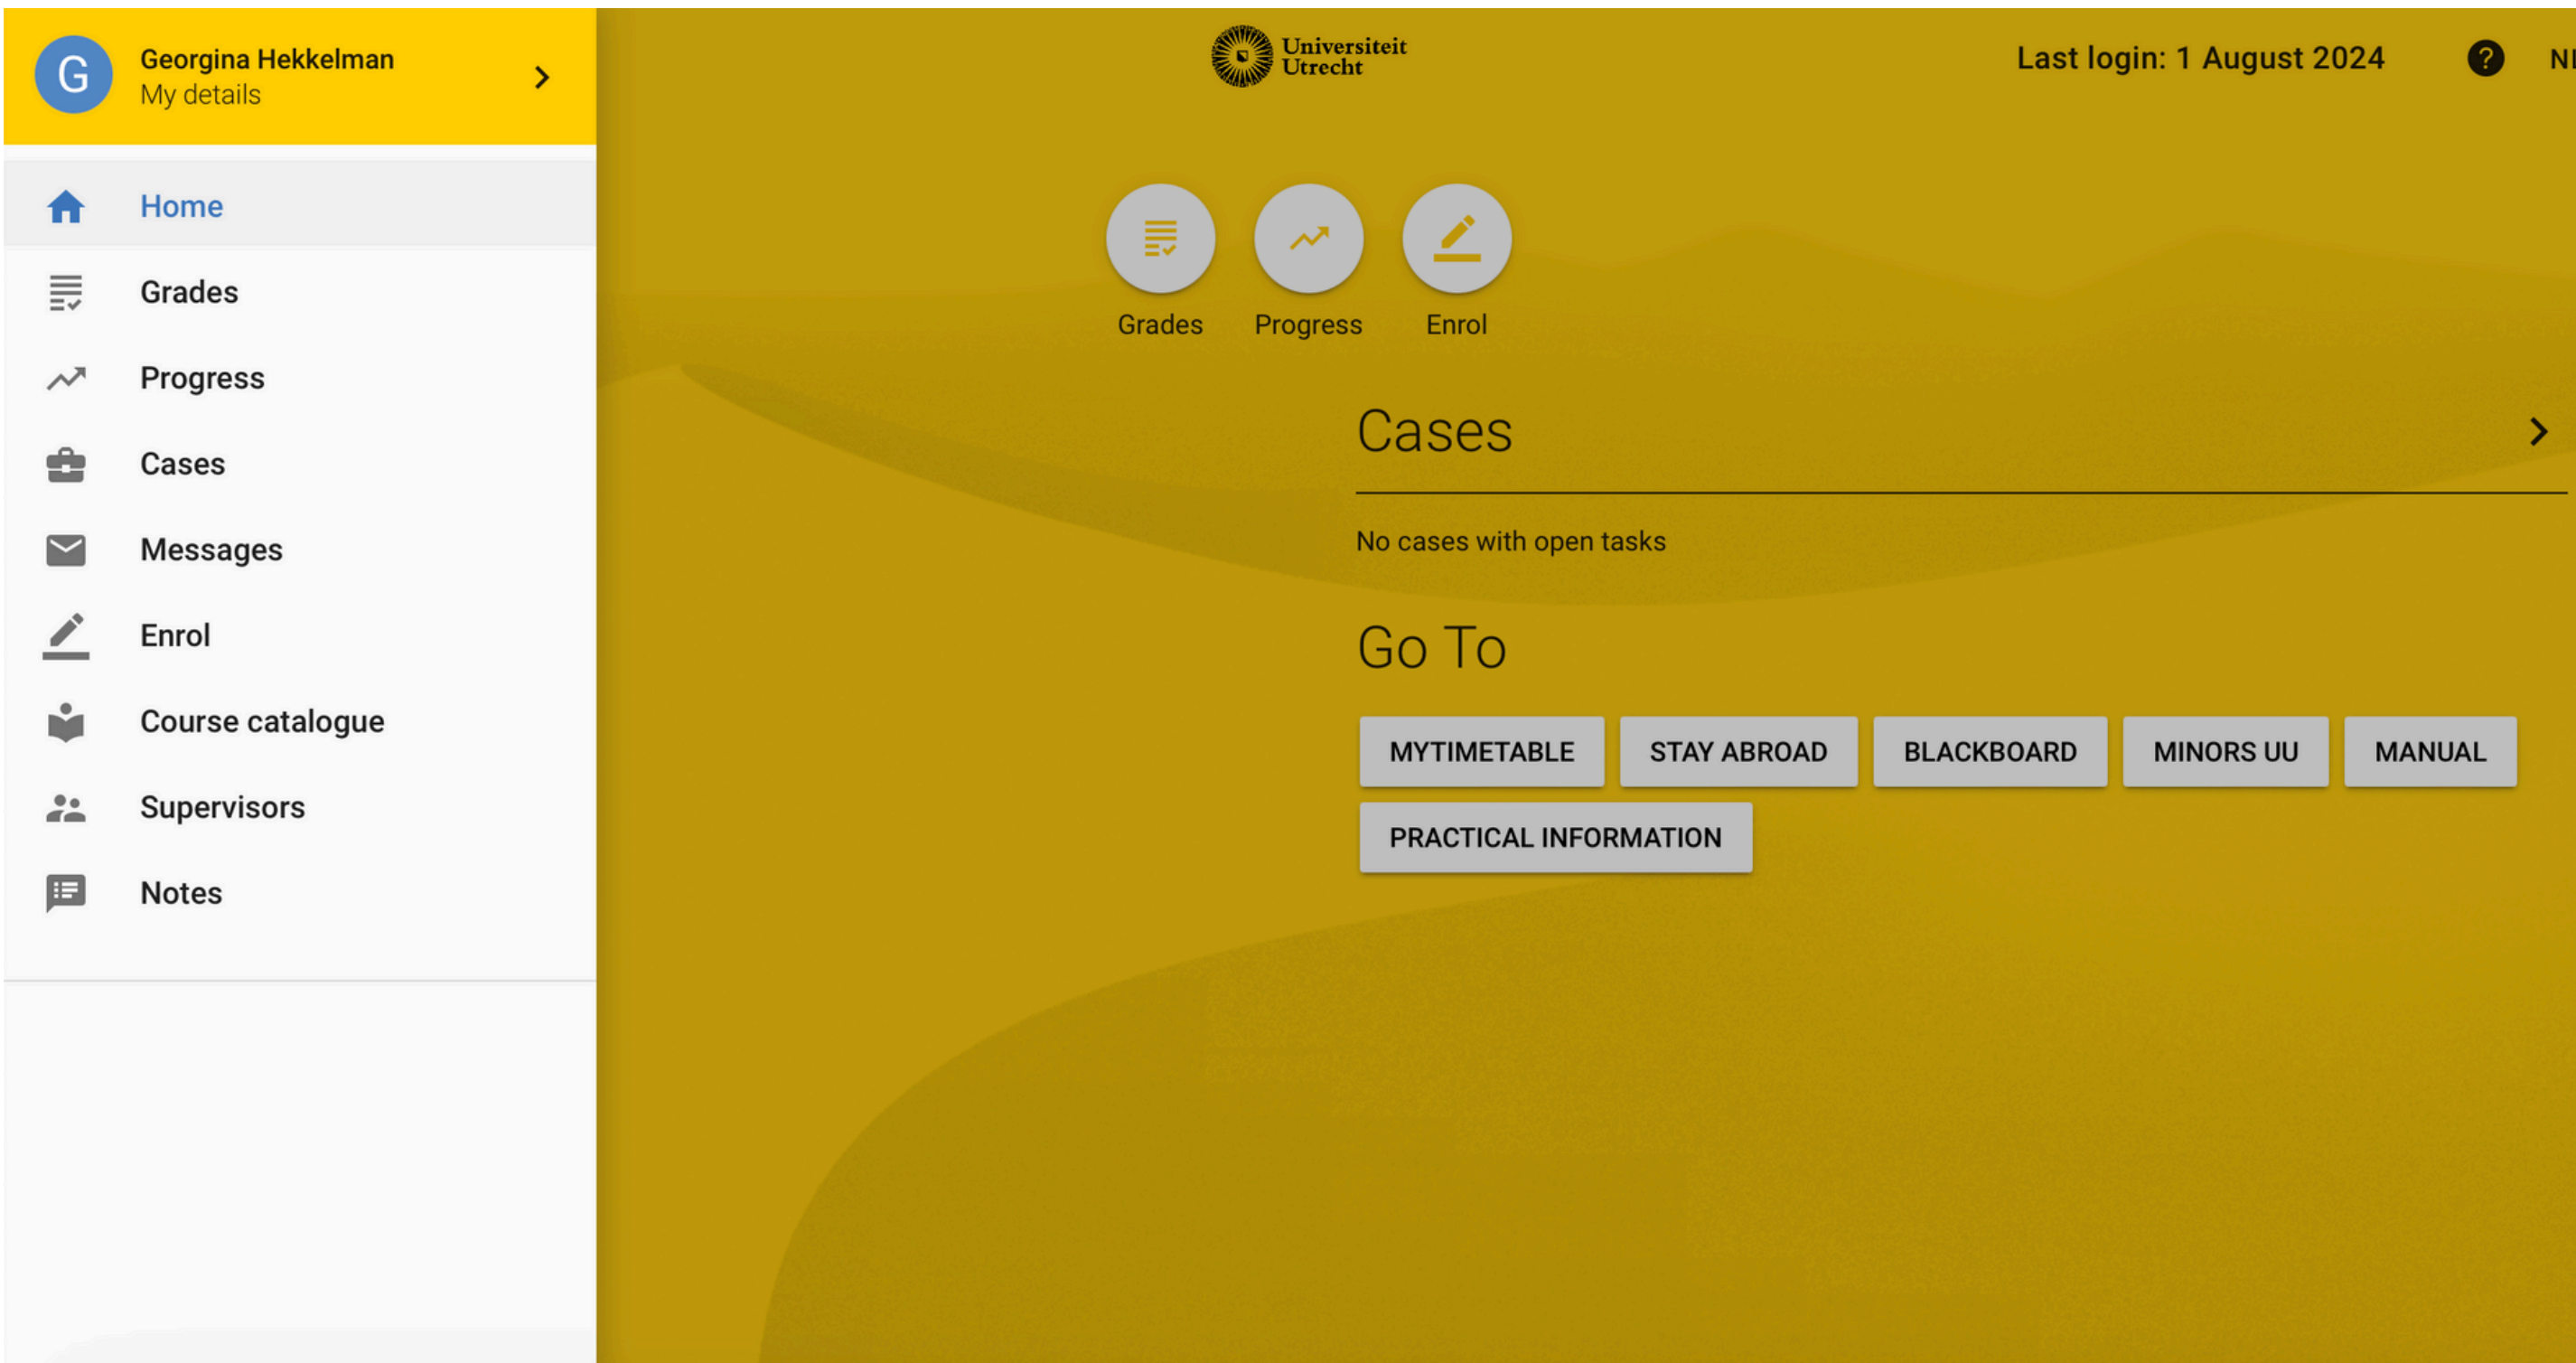 G
Georgina Hekkelman
My details
Home
Grades
Progress
Cases
Messages
Enrol
Course catalogue
Supervisors
Notes
Universiteit
Utrecht
Last login: 1 August 2024
?
Grades Progress Enrol
Cases
No cases with open tasks
Go To
MYTIMETABLE STAY ABROAD BLACKBOARD MINORS UU MANUAL
PRACTICAL INFORMATION